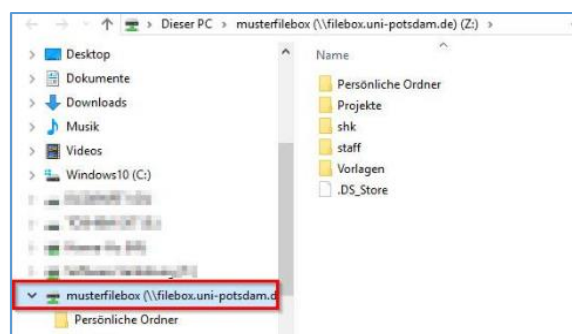 Dieser PC > musterfilebox (\\filebox.uni-potsdam.de) (Z:) >
Desktop
Dokumente
Downloads
Musik
Videos
Windows10 (C:)
musterfilebox (\\filebox.uni-potsdam.d
Persönliche Ordner
Name
Persönliche Ordner
Projekte
shk
staff
Vorlagen
.DS_Store